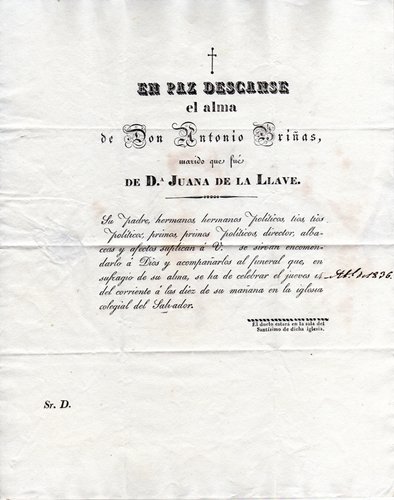 EN PAZ DESCANSE
el alma
de Don Antonio Briñas,
marido que fué
DE D.ª JUANA DE LA LLAVE.
Su padre, hermanos hermanos políticos, tios, tios
políticos, primos, primos políticos, director, alba-
ceas y afectos suplican á V. se sirvan encomen-
darlo á Dios y acompañarlos al funeral que, en
sufragio de su alma, se ha de celebrar el jueves 14
del corriente á las diez de su mañana en la iglesia
colegial del Salvador.
El duelo estará en la sala del
Santísimo de dicha iglesia.
Sr. D.